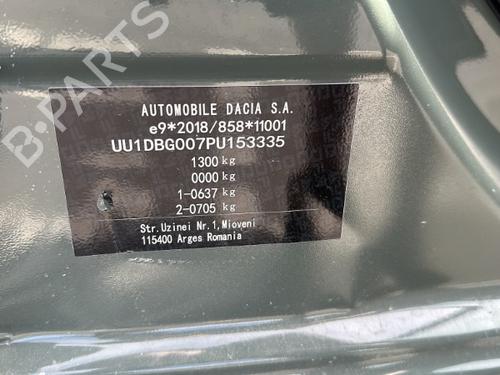 B-PARTS
AUTOMOBILE DACIA S.A.
e9*2018/858*11001
UU1DBG007PU153335
1300 kg
0000 kg
1-0637 kg
2-0705 kg
Str.Uzinei Nr.1,Mioveni
115400 Arges Romania